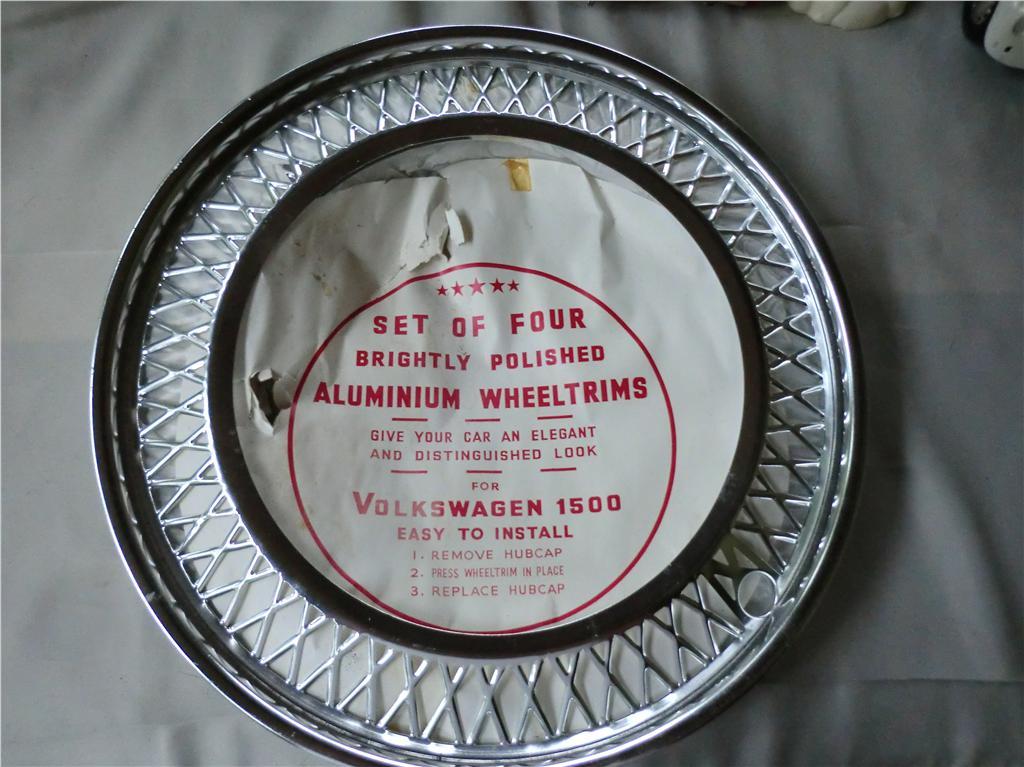 SET OF FOUR
BRIGHTLY POLISHED
ALUMINIUM WHEELTRIMS
GIVE YOUR CAR AN ELEGANT
AND DISTINGUISHED LOOK
FOR
VOLKSWAGEN 1500
EASY TO INSTALL
1. REMOVE HUBCAP
2. PRESS WHEELTRIM IN PLACE
3. REPLACE HUBCAP